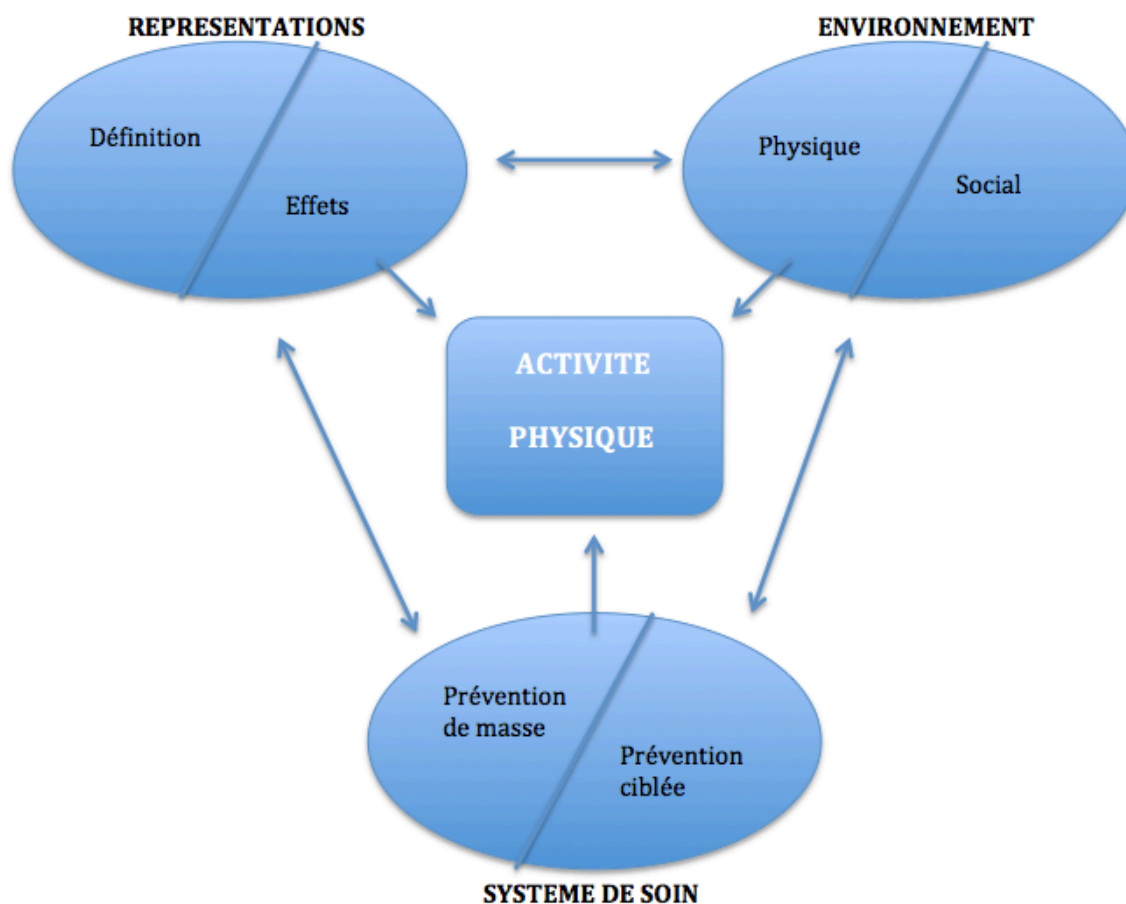 REPRESENTATIONS
ENVIRONNEMENT
Définition
Effets
Physique
Social
ACTIVITE
PHYSIQUE
Prévention
de masse
Prévention
ciblée
SYSTEME DE SOIN